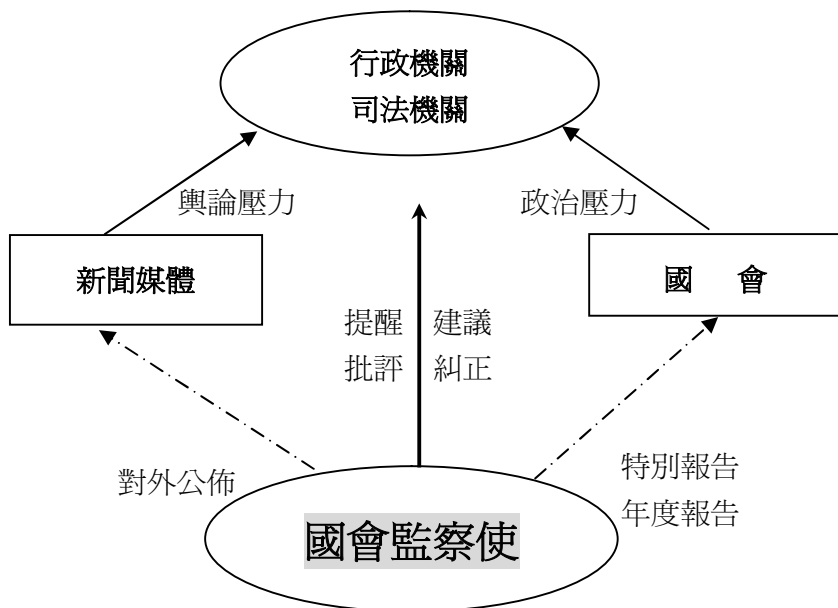 行政機關
司法機關
輿論壓力
政治壓力
新聞媒體
國　會
提醒 建議
批評 糾正
對外公佈
特別報告
年度報告
國會監察使